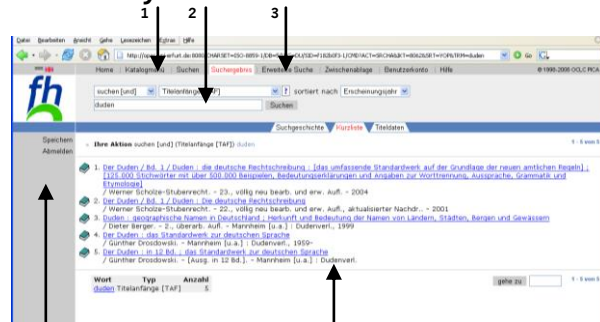 1 2 3
Datei Bearbeiten Ansicht Gehe Lesezeichen Extras Hilfe
Home Katalogmenü Suchen Suchergebnis Erweiterte Suche Zwischenablage Benutzerkonto Hilfe © 1998-2006 OCLC PICA
fh
suchen [und] Titelanfänge ? sortiert nach Erscheinungsjahr
duden Suchen
Suchgeschichte Kurzliste Titeldaten
Speichern
Abmelden
Ihre Aktion suchen [und] (Titelanfänge [TAF]) duden 1 - 5 von 5
1. Der Duden / Bd. 1 / Duden : die deutsche Rechtschreibung : [das umfassende Standardwerk auf der Grundlage der neuen amtlichen Regeln] ;
[125.000 Stichwörter mit über 500.000 Beispielen, Bedeutungserklärungen und Angaben zur Worttrennung, Aussprache, Grammatik und
Etymologie]
/ Werner Scholze-Stubenrecht. - 23., völlig neu bearb. und erw. Aufl. - 2004
2. Der Duden / Bd. 1 / Duden : Die deutsche Rechtschreibung
/ Werner Scholze-Stubenrecht. - 22., völlig neu bearb. und erw. Aufl., aktualisierter Nachdr.. - 2001
3. Duden : geographische Namen in Deutschland ; Herkunft und Bedeutung der Namen von Ländern, Städten, Bergen und Gewässern
/ Dieter Berger. - 2., überarb. Aufl. - Mannheim [u.a.] : Dudenverl., 1999
4. Der Duden : das Standardwerk zur deutschen Sprache
/ Günther Drosdowski. - Mannheim [u.a.] : Dudenverl., 1959-
5. Der Duden : in 12 Bd. ; das Standardwerk zur deutschen Sprache
/ Günther Drosdowski. - [Ausg. in 12 Bd.]. - Mannheim [u.a.] : Dudenverl.
Wort Typ Anzahl
duden Titelanfänge [TAF] 5
gehe zu 1 - 5 von 5